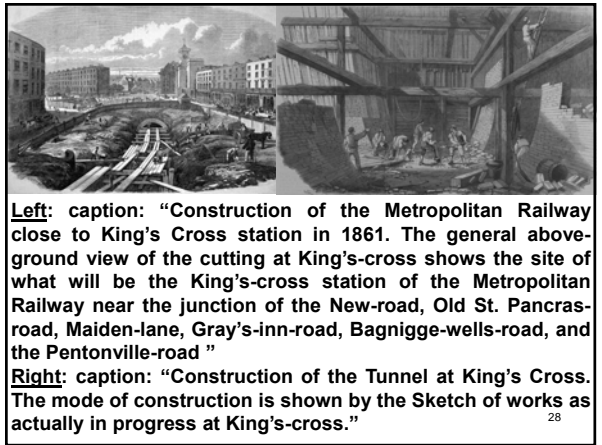 Left: caption: “Construction of the Metropolitan Railway
close to King’s Cross station in 1861. The general above-
ground view of the cutting at King’s-cross shows the site of
what will be the King’s-cross station of the Metropolitan
Railway near the junction of the New-road, Old St. Pancras-
road, Maiden-lane, Gray’s-inn-road, Bagnigge-wells-road, and
the Pentonville-road ”
Right: caption: “Construction of the Tunnel at King’s Cross.
The mode of construction is shown by the Sketch of works as
actually in progress at King’s-cross.”
28